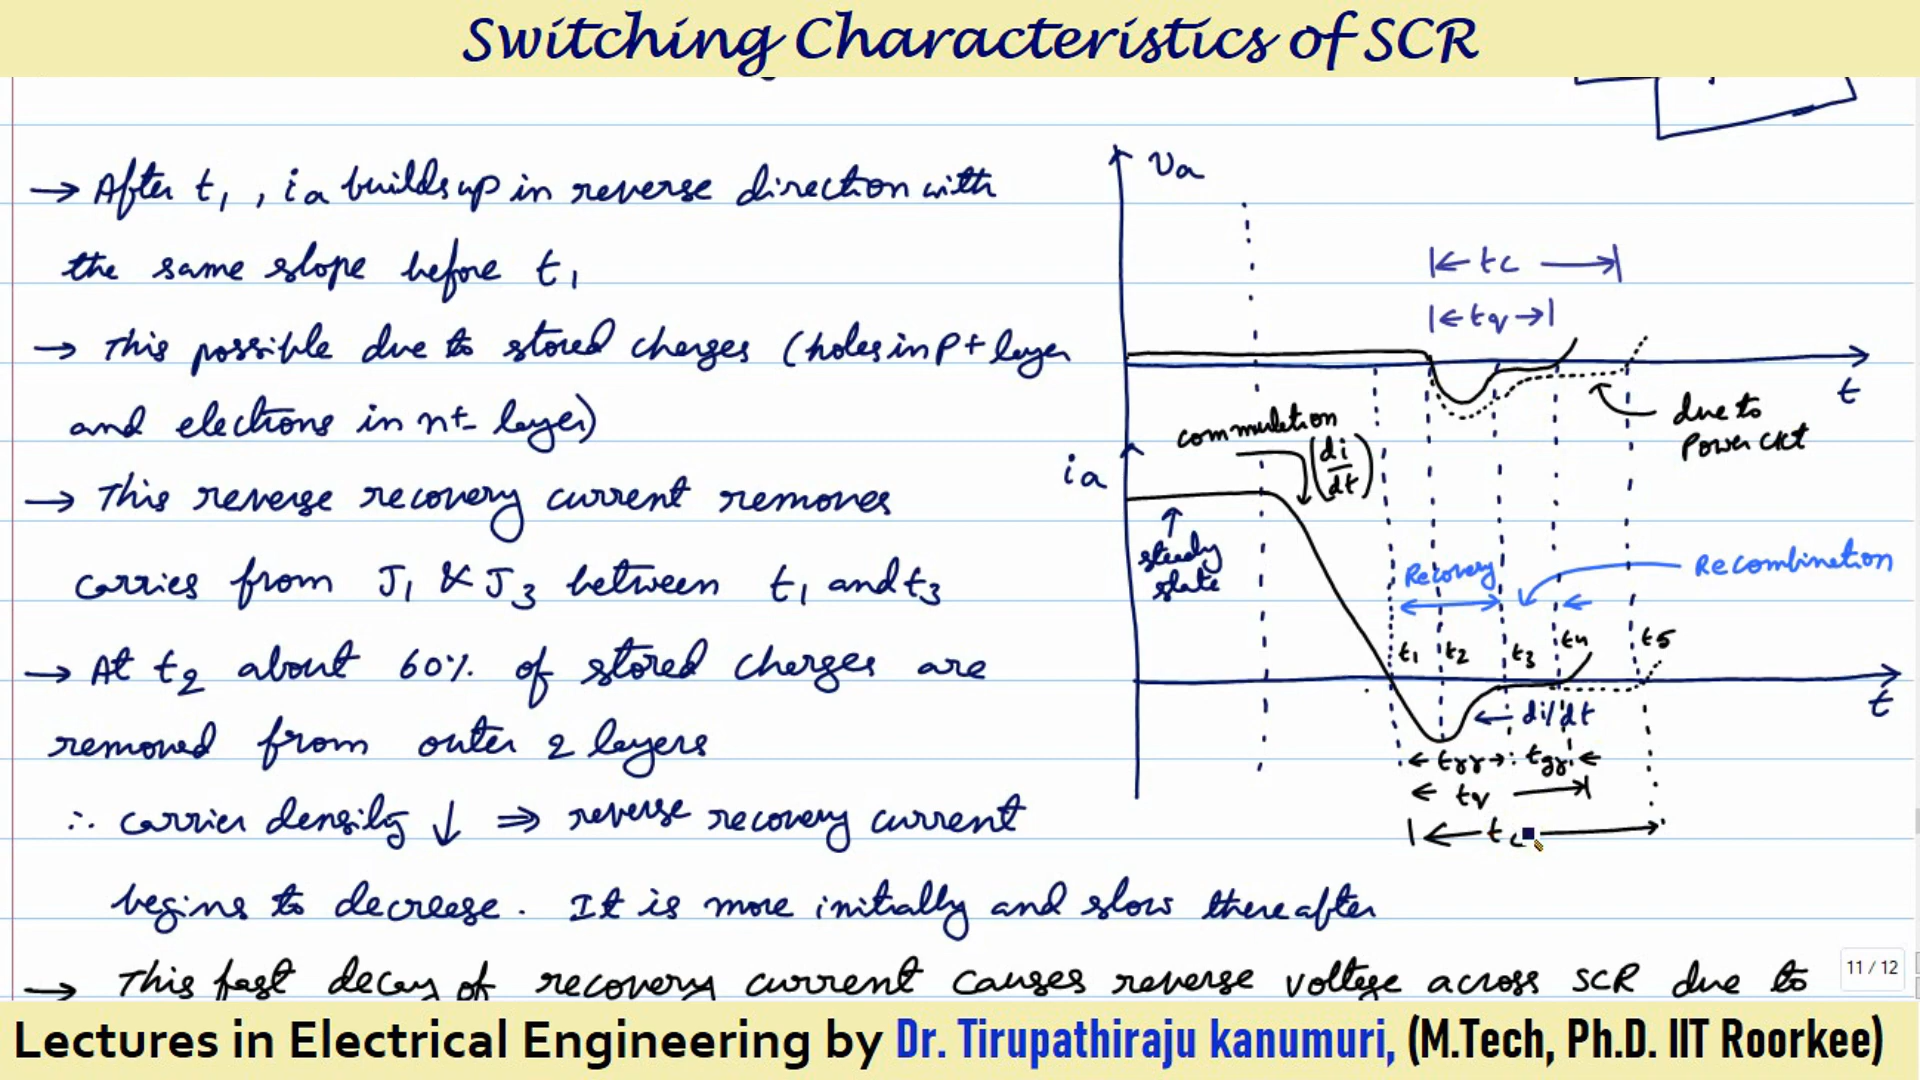 Switching Characteristics of SCR
→ After t1, ia builds up in reverse direction with
the same slope before t1
→ This possible due to stored charges (holes in P+ layer
and elections in n+ layer)
→ This reverse recovery current removes
carries from J1 & J3 between t1 and t3
→ At t2 about 60% of stored charges are
removed from outer 2 layers
∴ carrier density ↓ ⇒ reverse recovery current
begins to decrease. It is more initially and slow thereafter
→ This fast decay of recovery current causes reverse voltage across SCR due to
va
tc
tq
t
due to
Power ckt
commutation
(di/dt)
ia
steady
state
Recovery
Recombination
t1 t2 t3 t4 t5
t
di/dt
trr tgr
tq
tc
11 / 12
Lectures in Electrical Engineering by Dr. Tirupathiraju kanumuri, (M.Tech, Ph.D. IIT Roorkee)